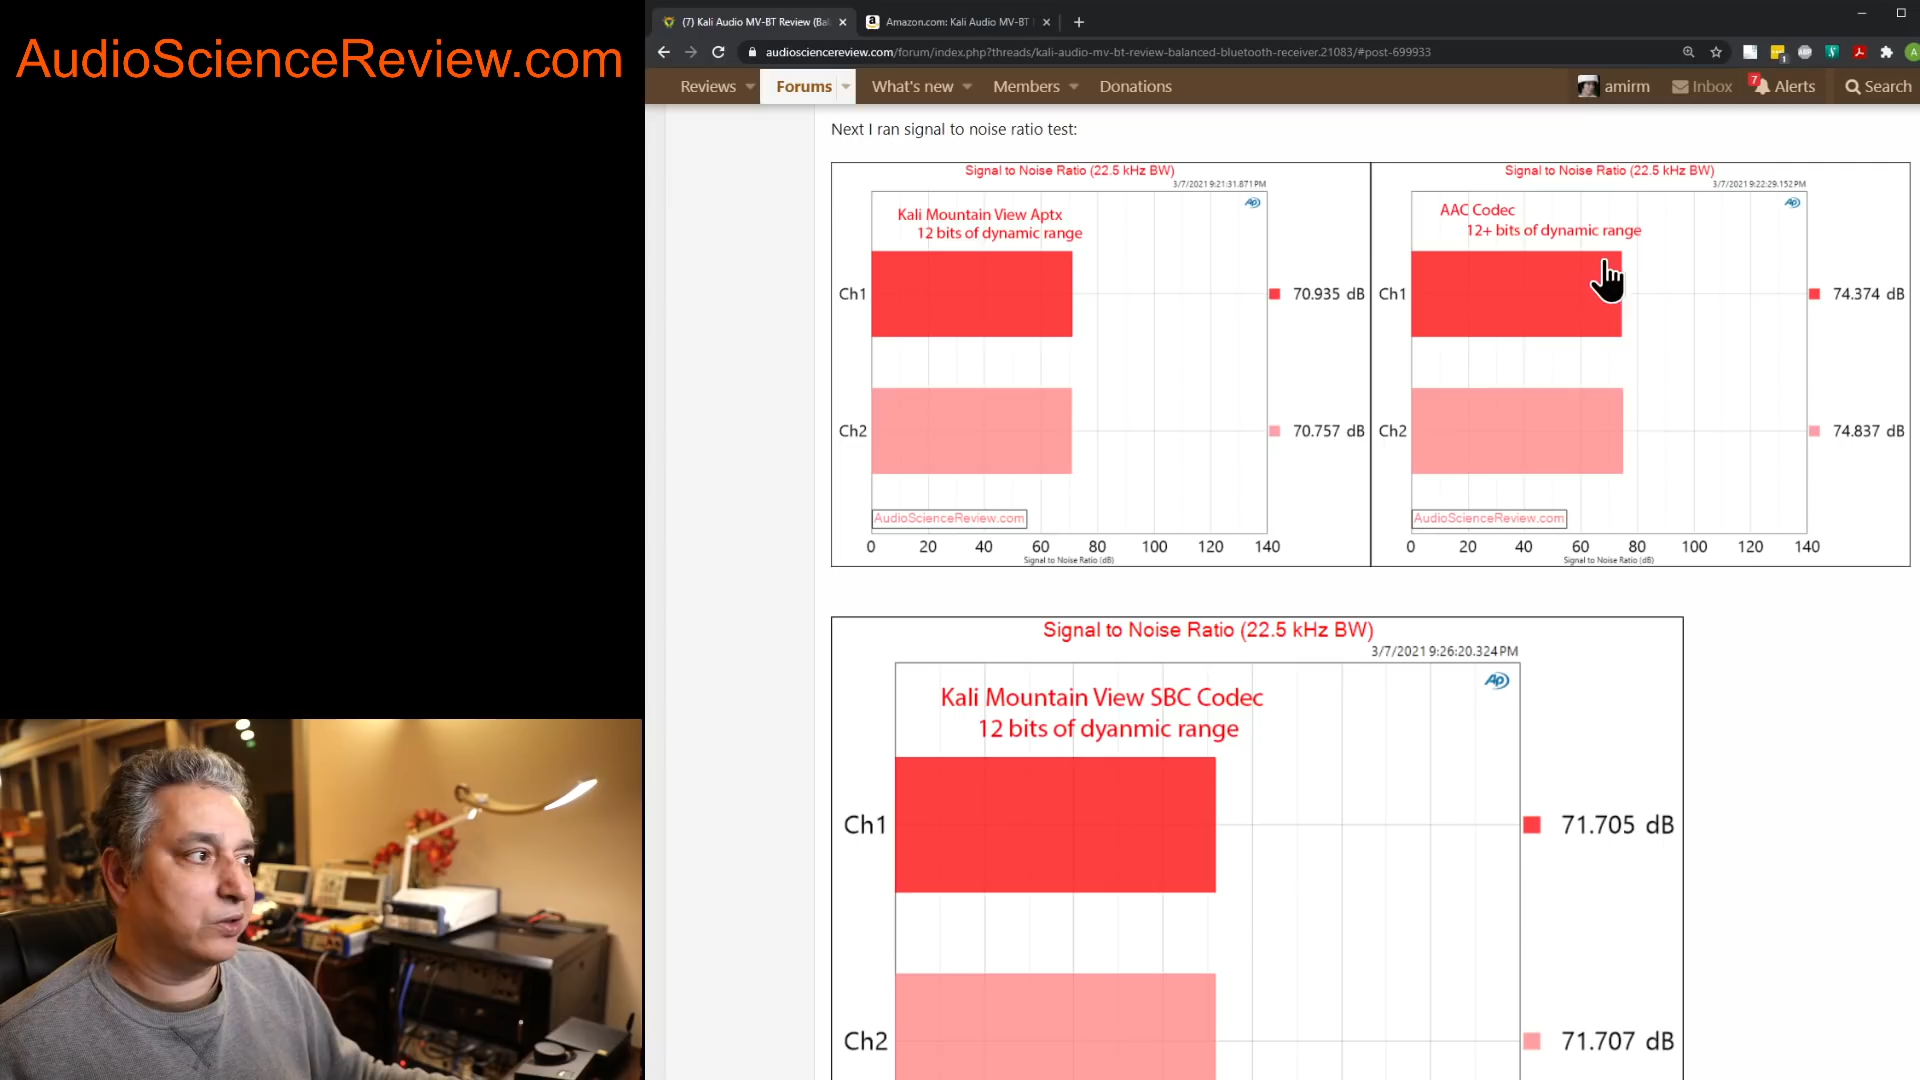 AudioScienceReview.com
(7) Kali Audio MV-BT Review (Bal
Amazon.com: Kali Audio MV-BT
audiosciencereview.com/forum/index.php?threads/kali-audio-mv-bt-review-balanced-bluetooth-receiver.21083/#post-699933
Reviews Forums What's new Members Donations amirm Inbox 7 Alerts Search
Next I ran signal to noise ratio test:
Signal to Noise Ratio (22.5 kHz BW)
3/7/2021 9:21:31.871PM
Kali Mountain View Aptx
12 bits of dynamic range
Ch1 70.935 dB
Ch2 70.757 dB
AudioScienceReview.com
0 20 40 60 80 100 120 140
Signal to Noise Ratio (dB)
Signal to Noise Ratio (22.5 kHz BW)
3/7/2021 9:22:29.152PM
AAC Codec
12+ bits of dynamic range
Ch1 74.374 dB
Ch2 74.837 dB
AudioScienceReview.com
0 20 40 60 80 100 120 140
Signal to Noise Ratio (dB)
Signal to Noise Ratio (22.5 kHz BW)
3/7/2021 9:26:20.324PM
AP
Kali Mountain View SBC Codec
12 bits of dyanmic range
Ch1 71.705 dB
Ch2 71.707 dB